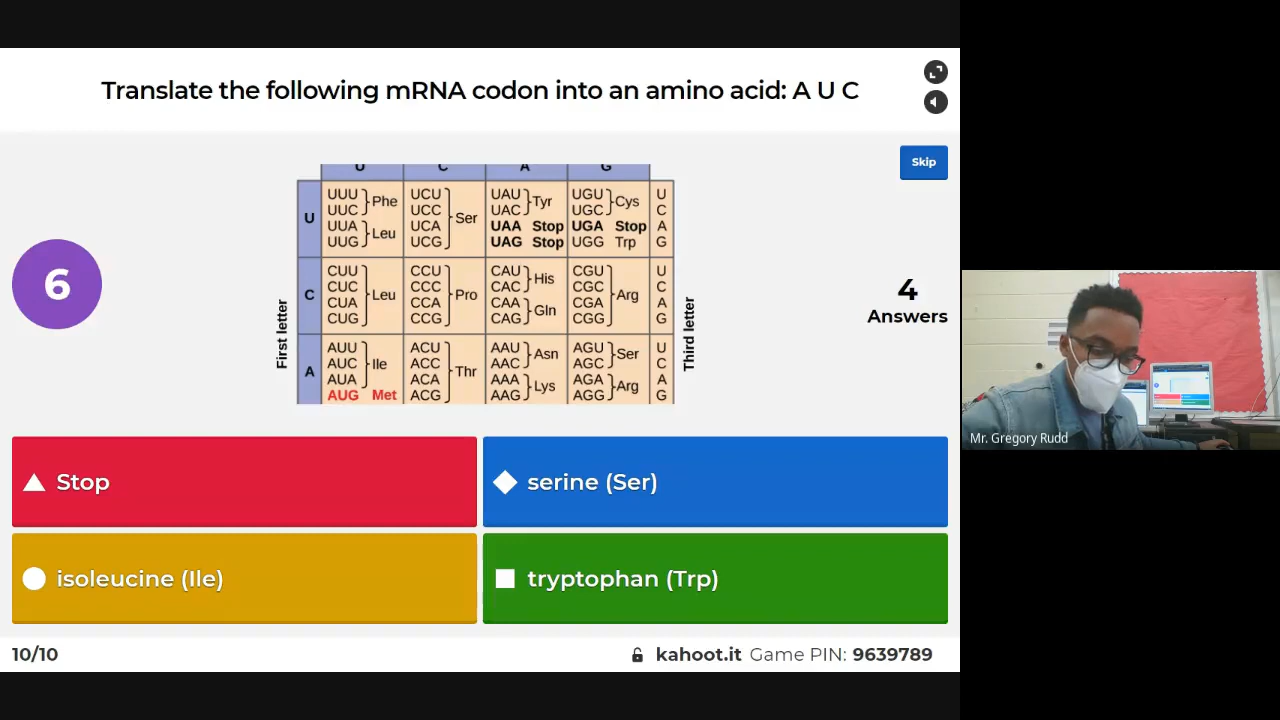 Translate the following mRNA codon into an amino acid: A U C
Skip
6
4
Answers
U C A G
First letter
Third letter
U
UUU
UUC
Phe
UUA
UUG
Leu
UCU
UCC
UCA
UCG
Ser
UAU
UAC
Tyr
UAA Stop
UAG Stop
UGU
UGC
Cys
UGA Stop
UGG Trp
U
C
A
G
C
CUU
CUC
CUA
CUG
Leu
CCU
CCC
CCA
CCG
Pro
CAU
CAC
His
CAA
CAG
Gln
CGU
CGC
CGA
CGG
Arg
U
C
A
G
A
AUU
AUC
AUA
Ile
AUG Met
ACU
ACC
ACA
ACG
Thr
AAU
AAC
Asn
AAA
AAG
Lys
AGU
AGC
Ser
AGA
AGG
Arg
U
C
A
G
Stop
serine (Ser)
isoleucine (Ile)
tryptophan (Trp)
10/10
kahoot.it Game PIN: 9639789
Mr. Gregory Rudd